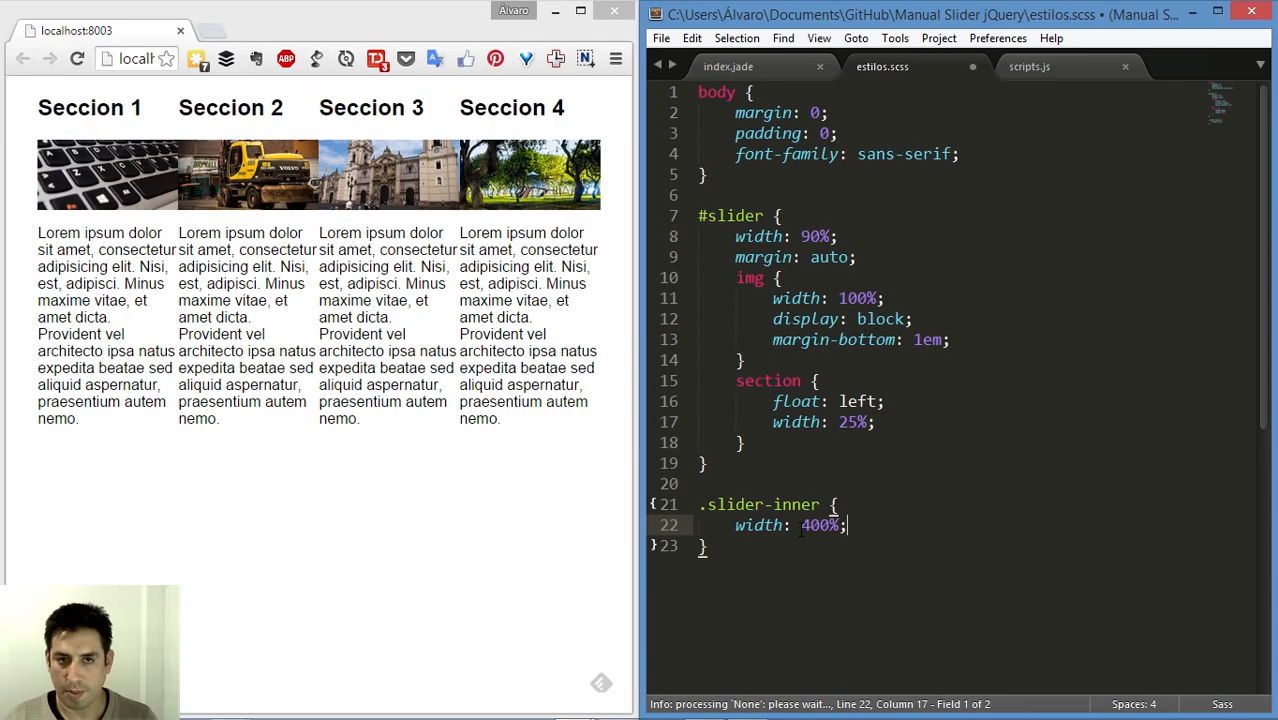 Álvaro
localhost:8003
localh
7
ABP
TD
3
N
Seccion 1 Seccion 2 Seccion 3 Seccion 4
VOLVO
Lorem ipsum dolor Lorem ipsum dolor Lorem ipsum dolor Lorem ipsum dolor
sit amet, consectetur sit amet, consectetur sit amet, consectetur sit amet, consectetur
adipisicing elit. Nisi, adipisicing elit. Nisi, adipisicing elit. Nisi, adipisicing elit. Nisi,
est, adipisci. Minus est, adipisci. Minus est, adipisci. Minus est, adipisci. Minus
maxime vitae, et maxime vitae, et maxime vitae, et maxime vitae, et
amet dicta. amet dicta. amet dicta. amet dicta.
Provident vel Provident vel Provident vel Provident vel
architecto ipsa natus architecto ipsa natus architecto ipsa natus architecto ipsa natus
expedita beatae sed expedita beatae sed expedita beatae sed expedita beatae sed
aliquid aspernatur, aliquid aspernatur, aliquid aspernatur, aliquid aspernatur,
praesentium autem praesentium autem praesentium autem praesentium autem
nemo. nemo. nemo. nemo.
C:\Users\Álvaro\Documents\GitHub\Manual Slider jQuery\estilos.scss • (Manual S...
File Edit Selection Find View Goto Tools Project Preferences Help
index.jade estilos.scss scripts.js
1 body {
2 margin: 0;
3 padding: 0;
4 font-family: sans-serif;
5 }
6
7 #slider {
8 width: 90%;
9 margin: auto;
10 img {
11 width: 100%;
12 display: block;
13 margin-bottom: 1em;
14 }
15 section {
16 float: left;
17 width: 25%;
18 }
19 }
20
21 .slider-inner {
22 width: 400%;
23 }
Info: processing `None`: please wait..., Line 22, Column 17 - Field 1 of 2 Spaces: 4 Sass